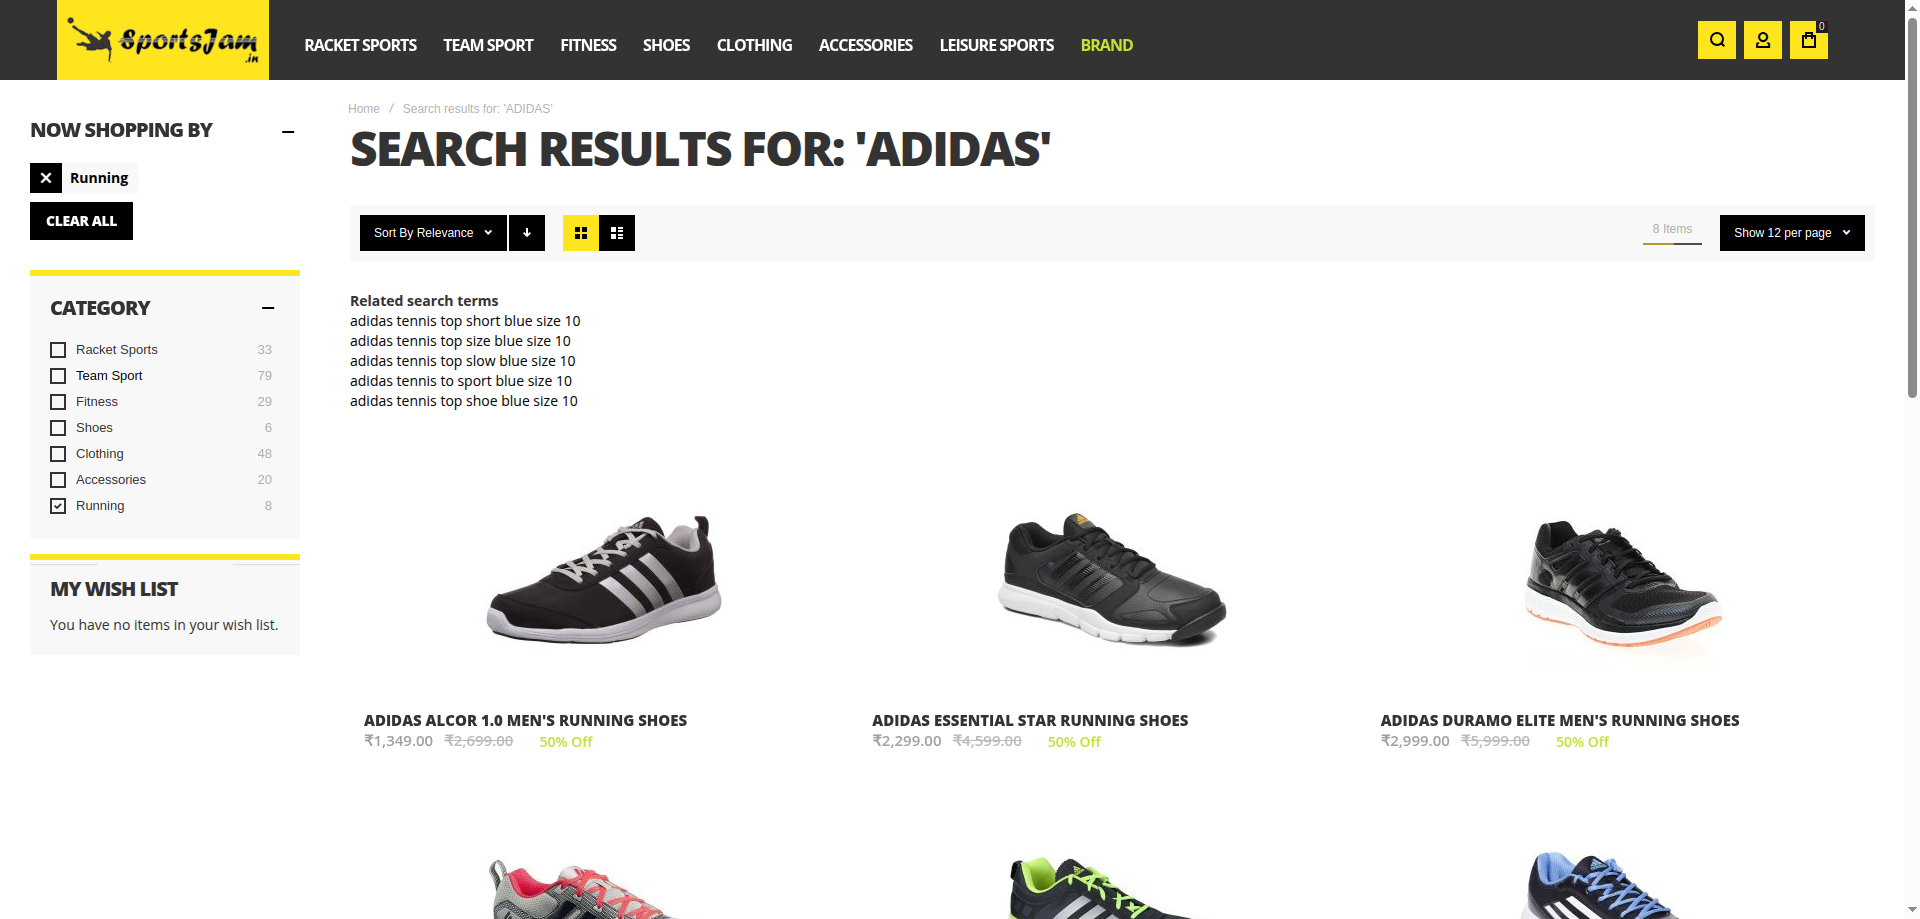 SportsJam
.in
RACKET SPORTS
TEAM SPORT
FITNESS
SHOES
CLOTHING
ACCESSORIES
LEISURE SPORTS
BRAND
0
NOW SHOPPING BY
Running
CLEAR ALL
CATEGORY
Racket Sports 33
Team Sport 79
Fitness 29
Shoes 6
Clothing 48
Accessories 20
Running 8
MY WISH LIST
You have no items in your wish list.
Home / Search results for: 'ADIDAS'
SEARCH RESULTS FOR: 'ADIDAS'
Sort By Relevance
8 Items
Show 12 per page
Related search terms
adidas tennis top short blue size 10
adidas tennis top size blue size 10
adidas tennis top slow blue size 10
adidas tennis to sport blue size 10
adidas tennis top shoe blue size 10
ADIDAS ALCOR 1.0 MEN'S RUNNING SHOES
₹1,349.00 ₹2,699.00 50% Off
ADIDAS ESSENTIAL STAR RUNNING SHOES
₹2,299.00 ₹4,599.00 50% Off
ADIDAS DURAMO ELITE MEN'S RUNNING SHOES
₹2,999.00 ₹5,999.00 50% Off